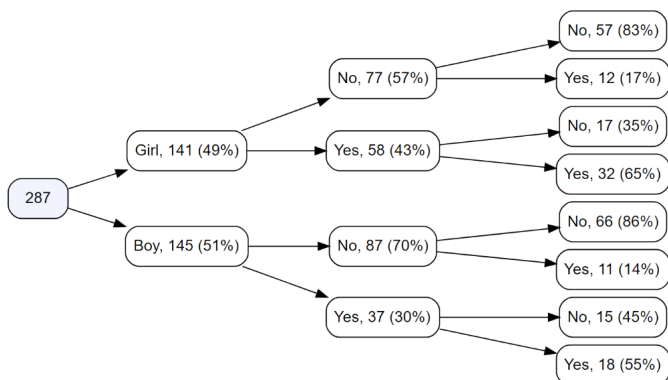 287
Girl, 141 (49%)
No, 77 (57%)
No, 57 (83%)
Yes, 12 (17%)
Yes, 58 (43%)
No, 17 (35%)
Yes, 32 (65%)
Boy, 145 (51%)
No, 87 (70%)
No, 66 (86%)
Yes, 11 (14%)
Yes, 37 (30%)
No, 15 (45%)
Yes, 18 (55%)